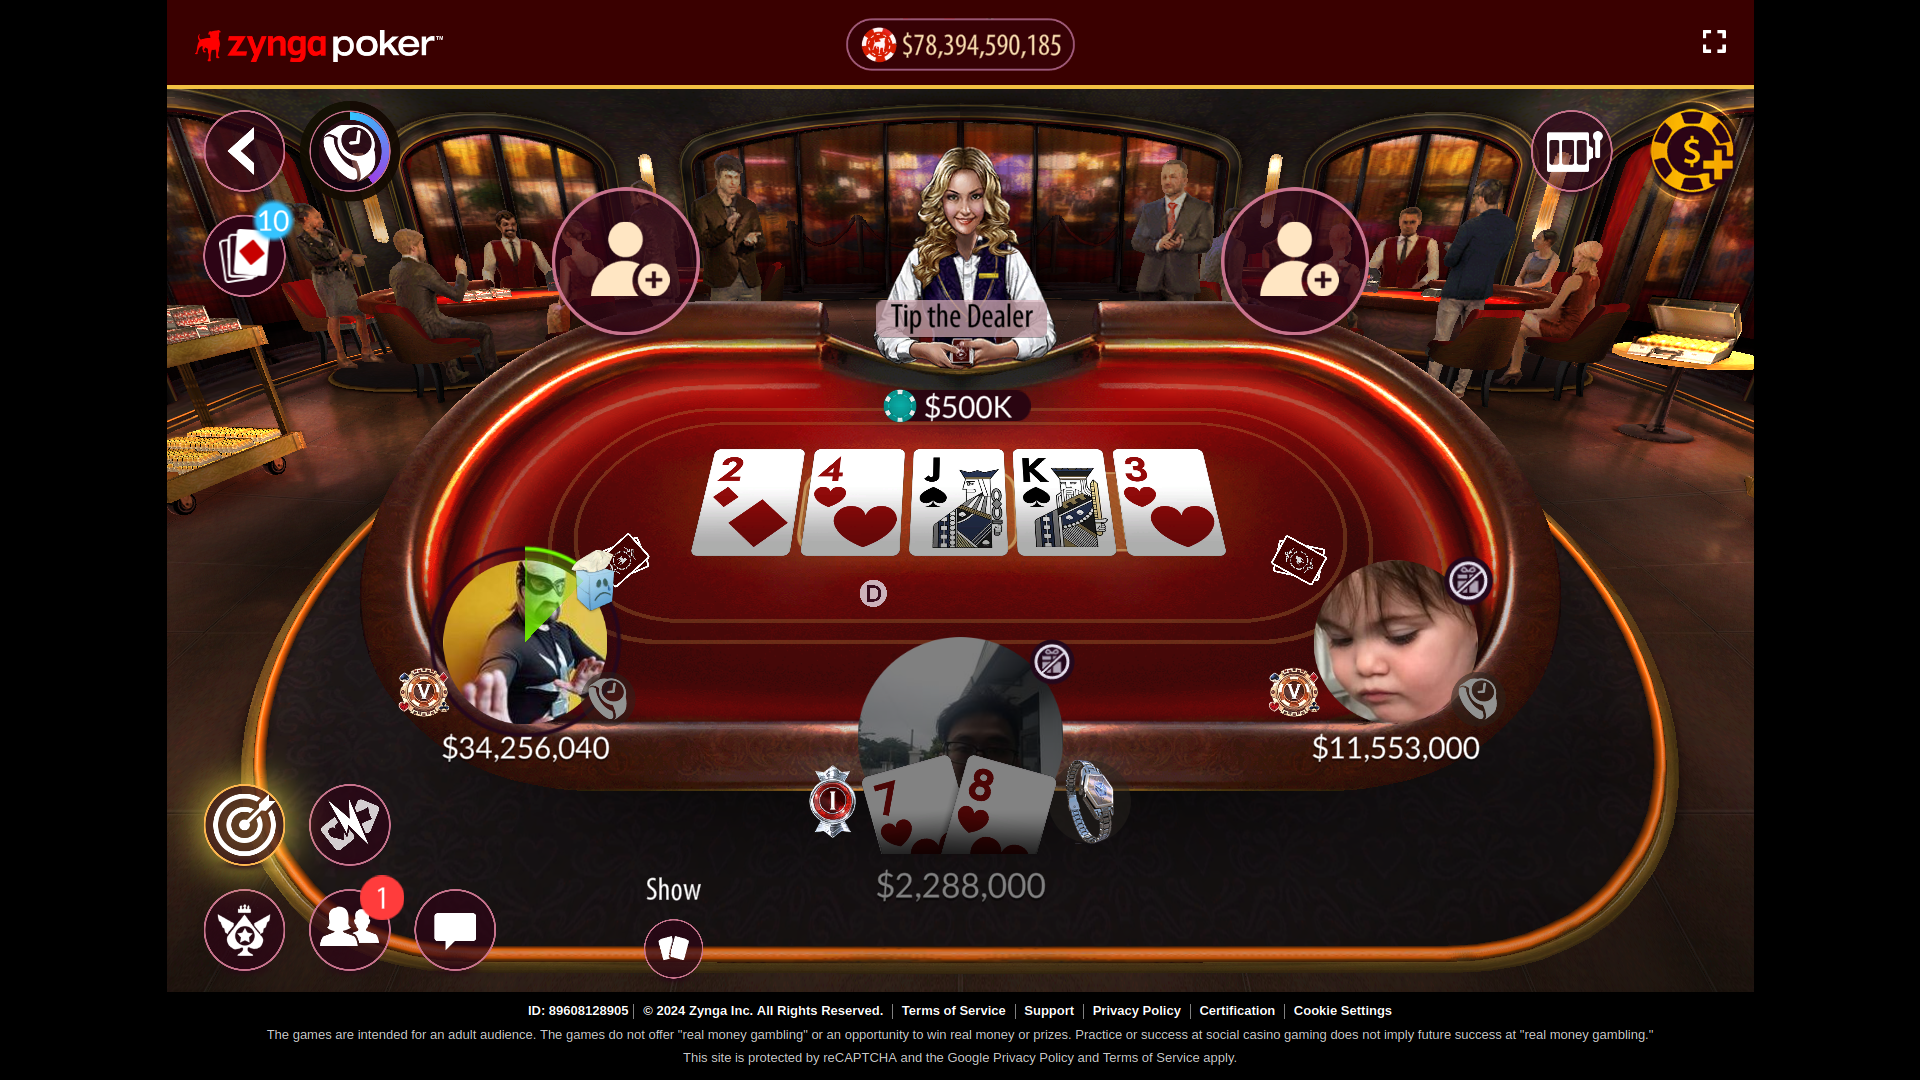 zynga poker™
$78,394,590,185
10
Tip the Dealer
$500K
2
4
J
K
3
D
V
V
$34,256,040
$11,553,000
I
7
8
1
Show
$2,288,000
ID: 89608128905 | © 2024 Zynga Inc. All Rights Reserved. | Terms of Service | Support | Privacy Policy | Certification | Cookie Settings
The games are intended for an adult audience. The games do not offer "real money gambling" or an opportunity to win real money or prizes. Practice or success at social casino gaming does not imply future success at "real money gambling."
This site is protected by reCAPTCHA and the Google Privacy Policy and Terms of Service apply.